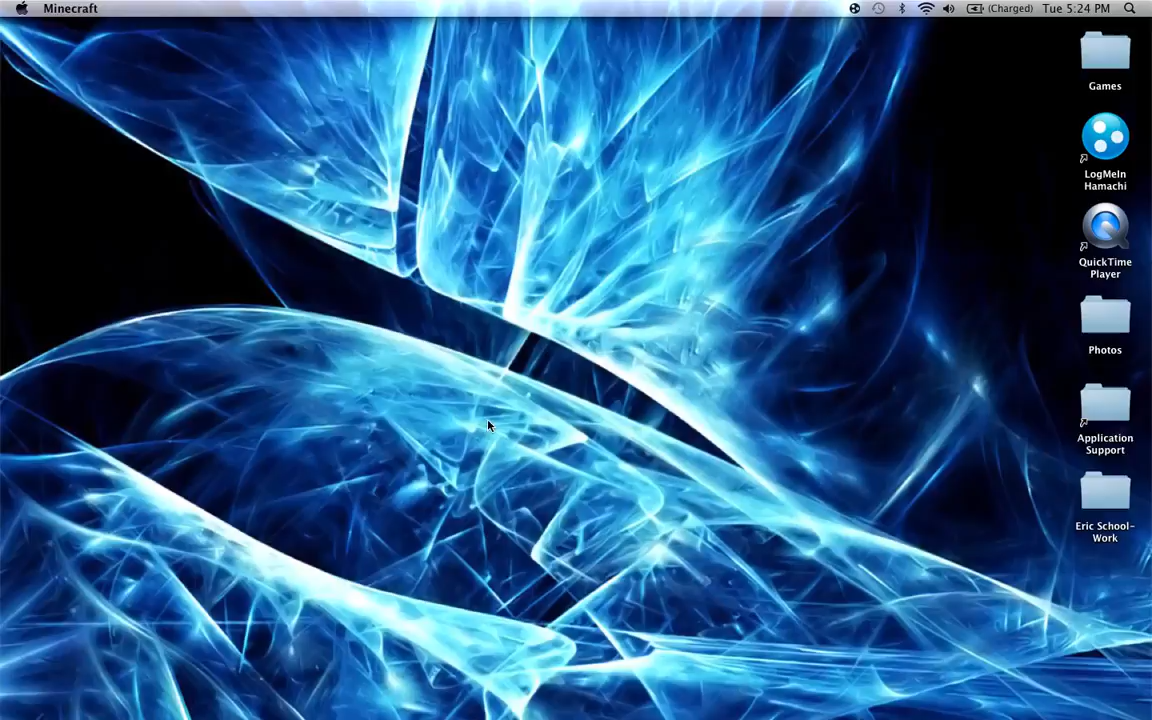 Minecraft
(Charged)
Tue 5:24 PM
Games
LogMeIn
Hamachi
QuickTime
Player
Photos
Application
Support
Eric School-
Work